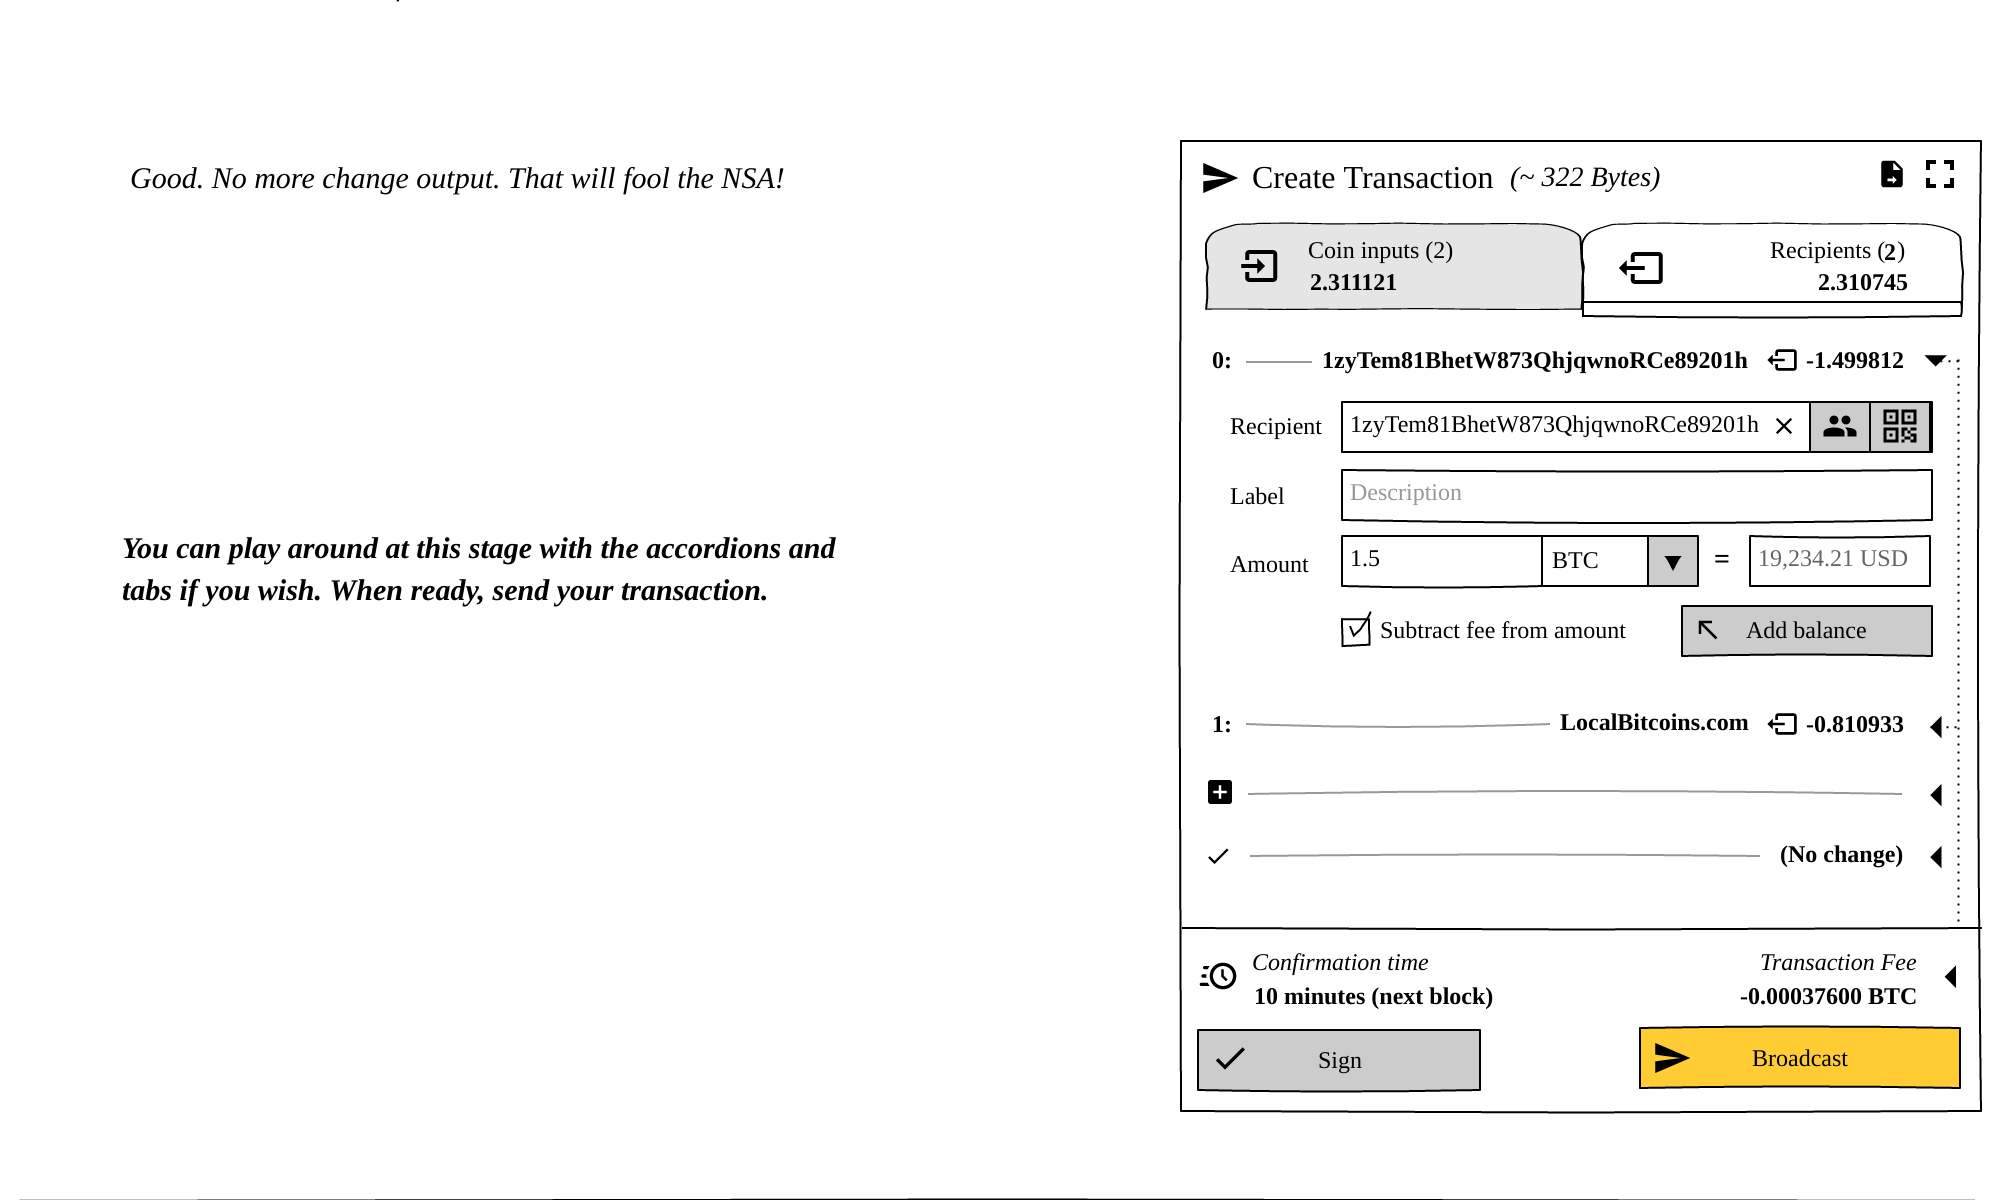 Good. No more change output. That will fool the NSA!
You can play around at this stage with the accordions and
tabs if you wish. When ready, send your transaction.
Create Transaction (~ 322 Bytes)
Coin inputs (2)
2.311121
Recipients (2)
2.310745
0: 1zyTem81BhetW873QhjqwnoRCe89201h -1.499812
Recipient 1zyTem81BhetW873QhjqwnoRCe89201h
Label Description
Amount 1.5 BTC = 19,234.21 USD
Subtract fee from amount Add balance
1: LocalBitcoins.com -0.810933
(No change)
Confirmation time
10 minutes (next block)
Transaction Fee
-0.00037600 BTC
Sign Broadcast